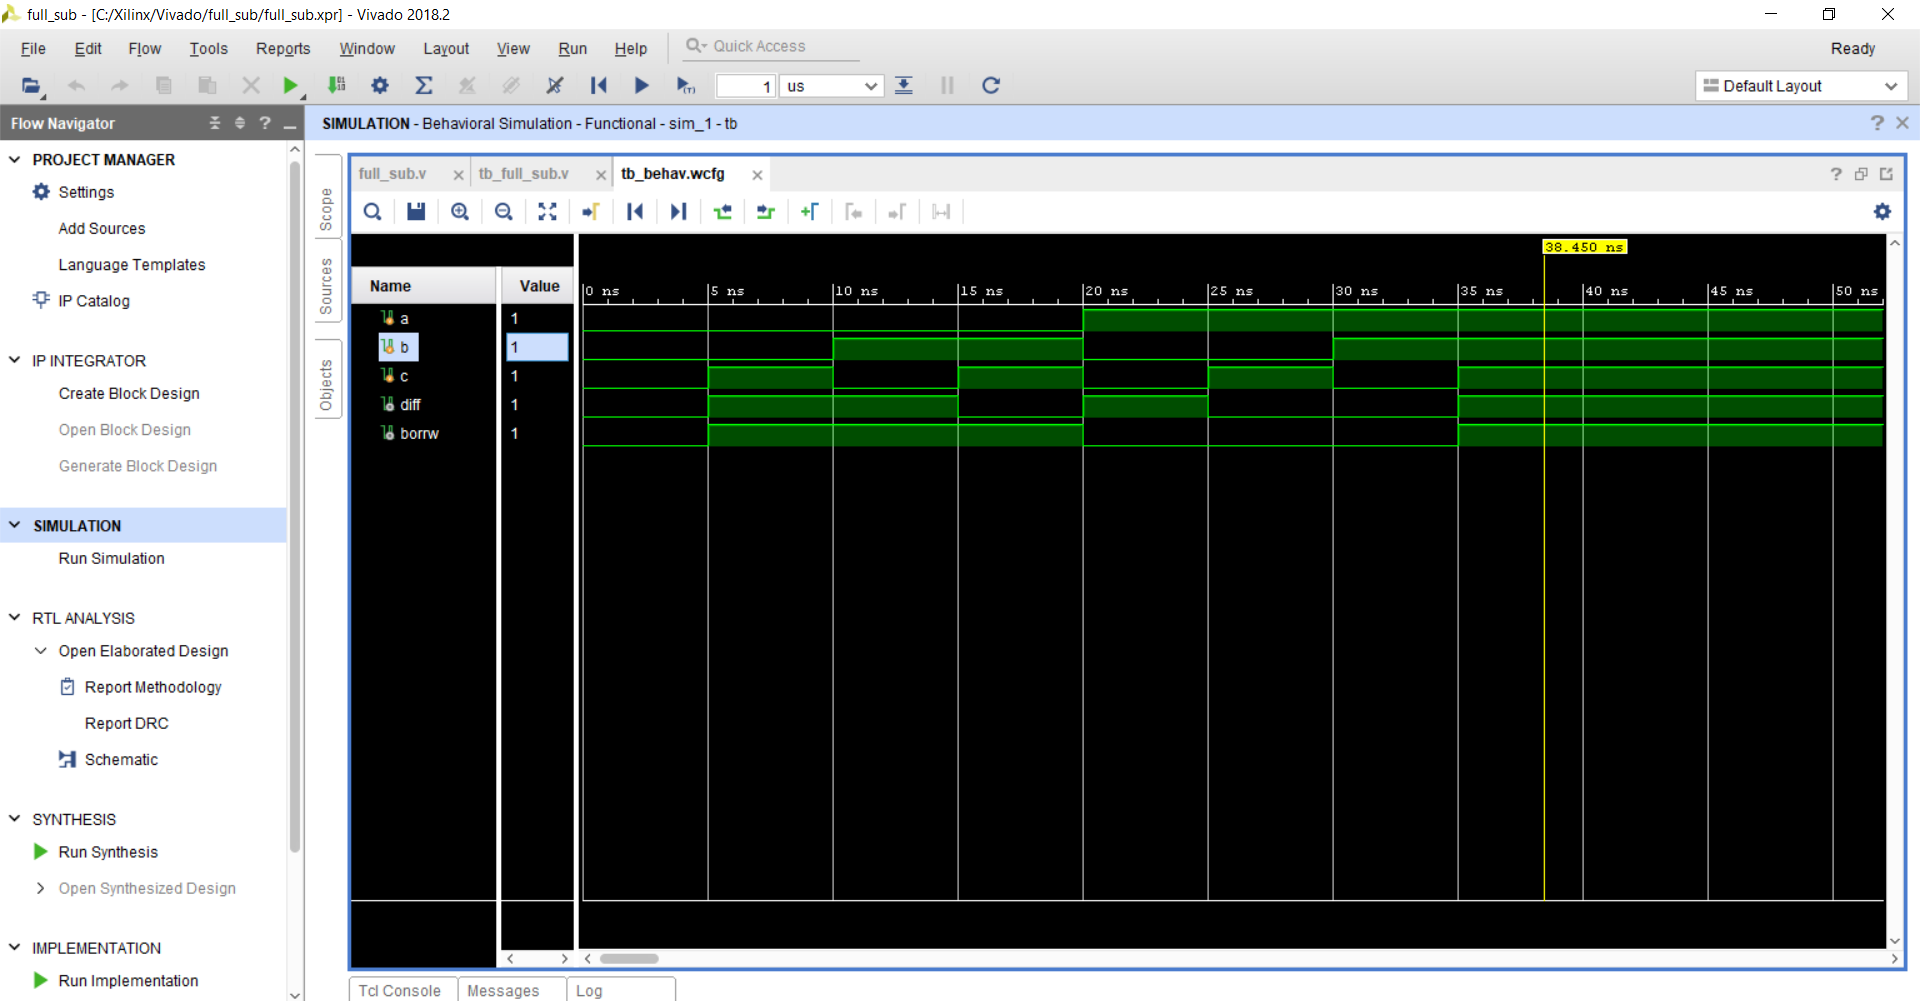 full_sub - [C:/Xilinx/Vivado/full_sub/full_sub.xpr] - Vivado 2018.2
File Edit Flow Tools Reports Window Layout View Run Help Quick Access Ready
1 us Default Layout
Flow Navigator
SIMULATION - Behavioral Simulation - Functional - sim_1 - tb
PROJECT MANAGER
Settings
Add Sources
Language Templates
IP Catalog
IP INTEGRATOR
Create Block Design
Open Block Design
Generate Block Design
SIMULATION
Run Simulation
RTL ANALYSIS
Open Elaborated Design
Report Methodology
Report DRC
Schematic
SYNTHESIS
Run Synthesis
Open Synthesized Design
IMPLEMENTATION
Run Implementation
Scope
Sources
Objects
full_sub.v tb_full_sub.v tb_behav.wcfg
38.450 ns
Name Value
0 ns 5 ns 10 ns 15 ns 20 ns 25 ns 30 ns 35 ns 40 ns 45 ns 50 ns
a 1
b 1
c 1
diff 1
borrw 1
Tcl Console Messages Log